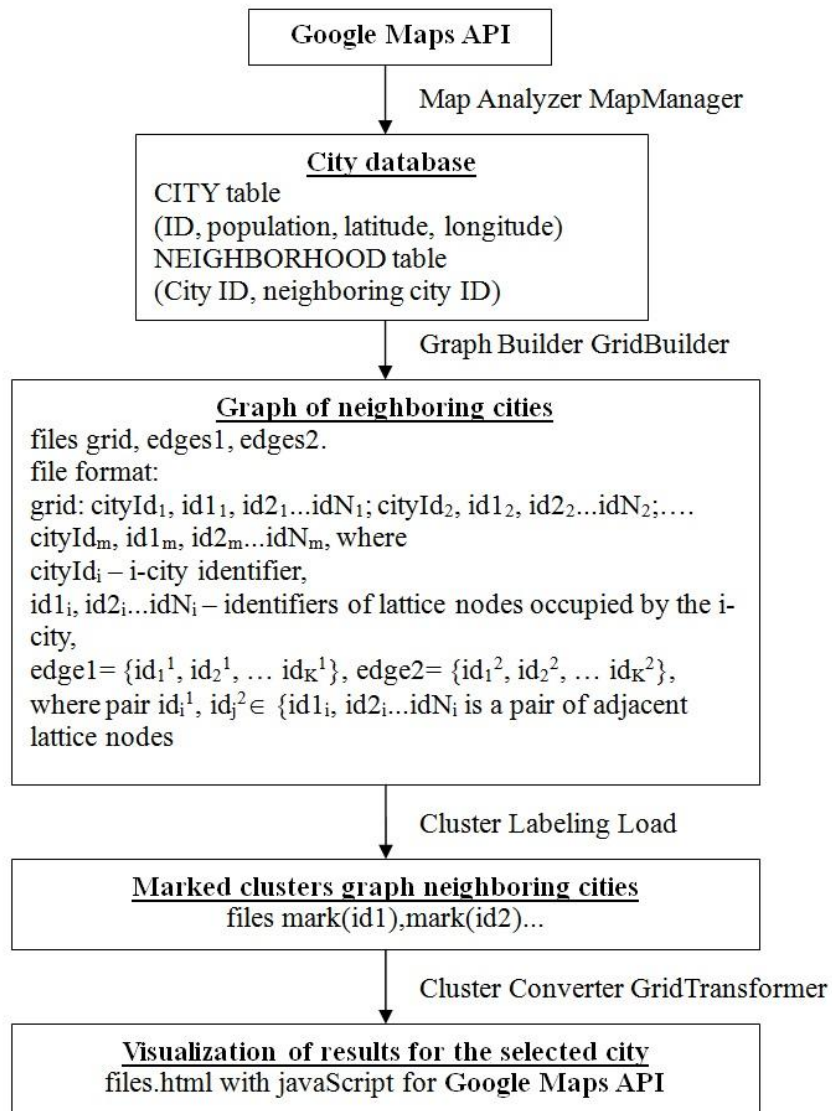 Google Maps API
Map Analyzer MapManager
City database
CITY table
(ID, population, latitude, longitude)
NEIGHBORHOOD table
(City ID, neighboring city ID)
Graph Builder GridBuilder
Graph of neighboring cities
files grid, edges1, edges2.
file format:
grid: cityId₁, id1₁, id2₁...idN₁; cityId₂, id1₂, id2₂...idN₂;....
cityIdₘ, id1ₘ, id2ₘ...idNₘ, where
cityIdᵢ – i-city identifier,
id1ᵢ, id2ᵢ...idNᵢ – identifiers of lattice nodes occupied by the i-
city,
edge1= {id₁¹, id₂¹, … id_K¹}, edge2= {id₁², id₂², … id_K²},
where pair idᵢ¹, idⱼ² ∈ {id1ᵢ, id2ᵢ...idNᵢ is a pair of adjacent
lattice nodes
Cluster Labeling Load
Marked clusters graph neighboring cities
files mark(id1),mark(id2)...
Cluster Converter GridTransformer
Visualization of results for the selected city
files.html with javaScript for Google Maps API